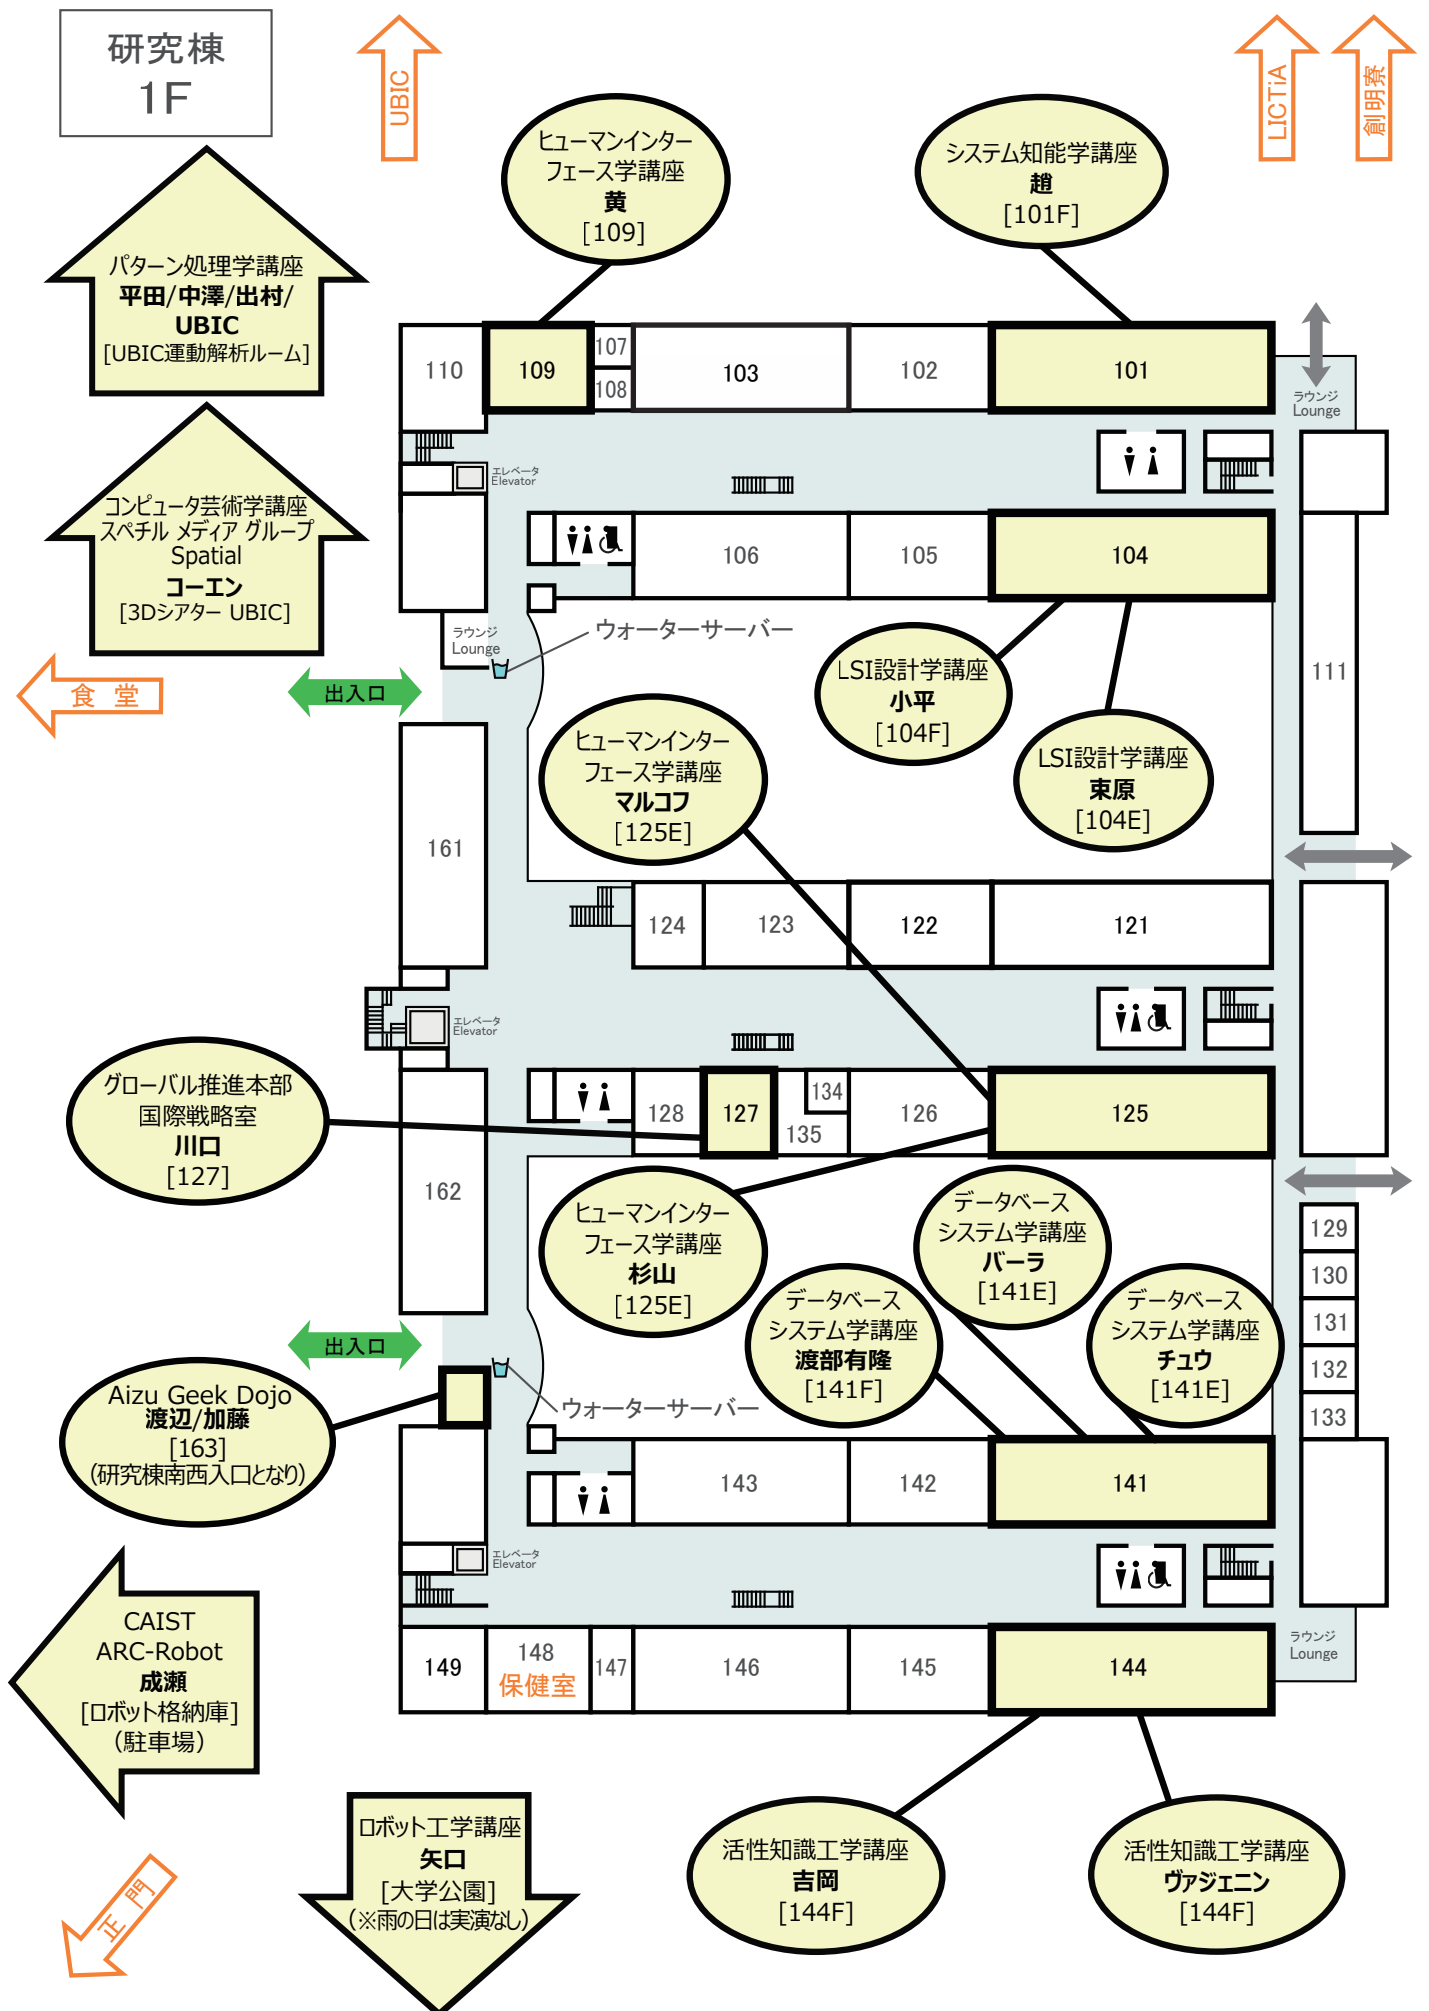 研究棟
1F
UBIC
LICTiA
創明寮
ヒューマンインター
フェース学講座
黄
[109]
システム知能学講座
趙
[101F]
パターン処理学講座
平田/中澤/出村/
UBIC
[UBIC運動解析ルーム]
コンピュータ芸術学講座
スペチル メディア グループ
Spatial
コーエン
[3Dシアター UBIC]
110
109
107
108
103
102
101
ラウンジ
Lounge
エレベータ
Elevator
106
105
104
111
ラウンジ
Lounge
ウォーターサーバー
食 堂
出入口
LSI設計学講座
小平
[104F]
LSI設計学講座
束原
[104E]
ヒューマンインター
フェース学講座
マルコフ
[125E]
161
124
123
122
121
エレベータ
Elevator
グローバル推進本部
国際戦略室
川口
[127]
128
127
134
135
126
125
162
ヒューマンインター
フェース学講座
杉山
[125E]
データベース
システム学講座
バーラ
[141E]
データベース
システム学講座
渡部有隆
[141F]
データベース
システム学講座
チュウ
[141E]
129
130
131
132
133
出入口
Aizu Geek Dojo
渡辺/加藤
[163]
(研究棟南西入口となり)
ウォーターサーバー
143
142
141
エレベータ
Elevator
CAIST
ARC-Robot
成瀬
[ロボット格納庫]
(駐車場)
149
148
保健室
147
146
145
144
ラウンジ
Lounge
正 門
ロボット工学講座
矢口
[大学公園]
(※雨の日は実演なし)
活性知識工学講座
吉岡
[144F]
活性知識工学講座
ヴァジェニン
[144F]